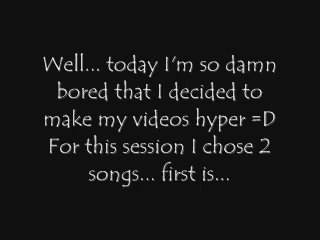 Well... today I'm so damn
bored that I decided to
make my videos hyper =D
For this session I chose 2
songs... first is...